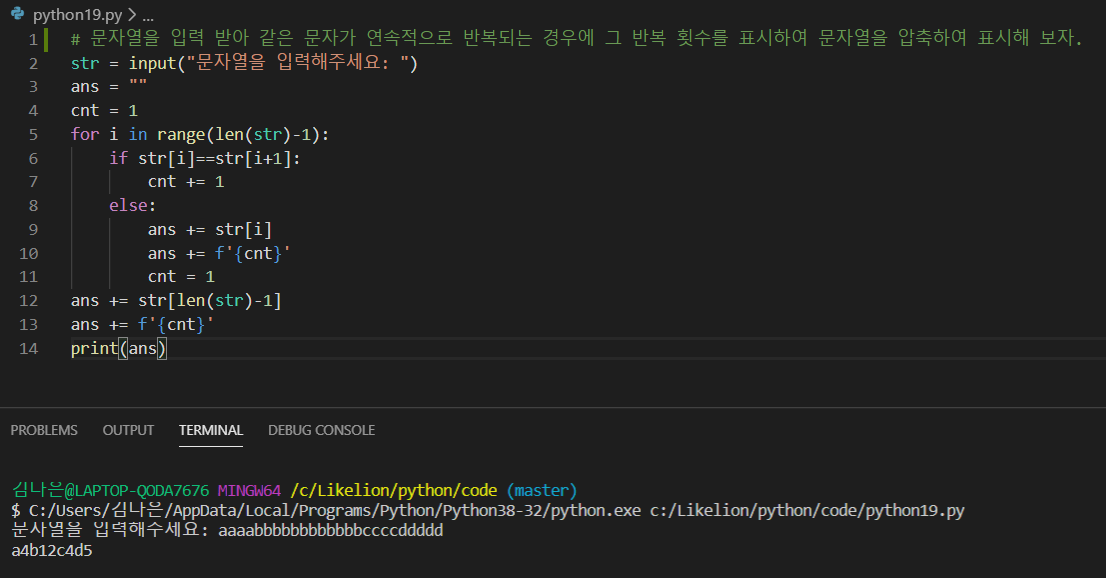 python19.py > ...
1 # 문자열을 입력 받아 같은 문자가 연속적으로 반복되는 경우에 그 반복 횟수를 표시하여 문자열을 압축하여 표시해 보자.
2 str = input("문자열을 입력해주세요: ")
3 ans = ""
4 cnt = 1
5 for i in range(len(str)-1):
6     if str[i]==str[i+1]:
7         cnt += 1
8     else:
9         ans += str[i]
10         ans += f'{cnt}'
11         cnt = 1
12 ans += str[len(str)-1]
13 ans += f'{cnt}'
14 print(ans)
PROBLEMS OUTPUT TERMINAL DEBUG CONSOLE
김나은@LAPTOP-QODA7676 MINGW64 /c/Likelion/python/code (master)
$ C:/Users/김나은/AppData/Local/Programs/Python/Python38-32/python.exe c:/Likelion/python/code/python19.py
문자열을 입력해주세요: aaaabbbbbbbbbbbbccccddddd
a4b12c4d5